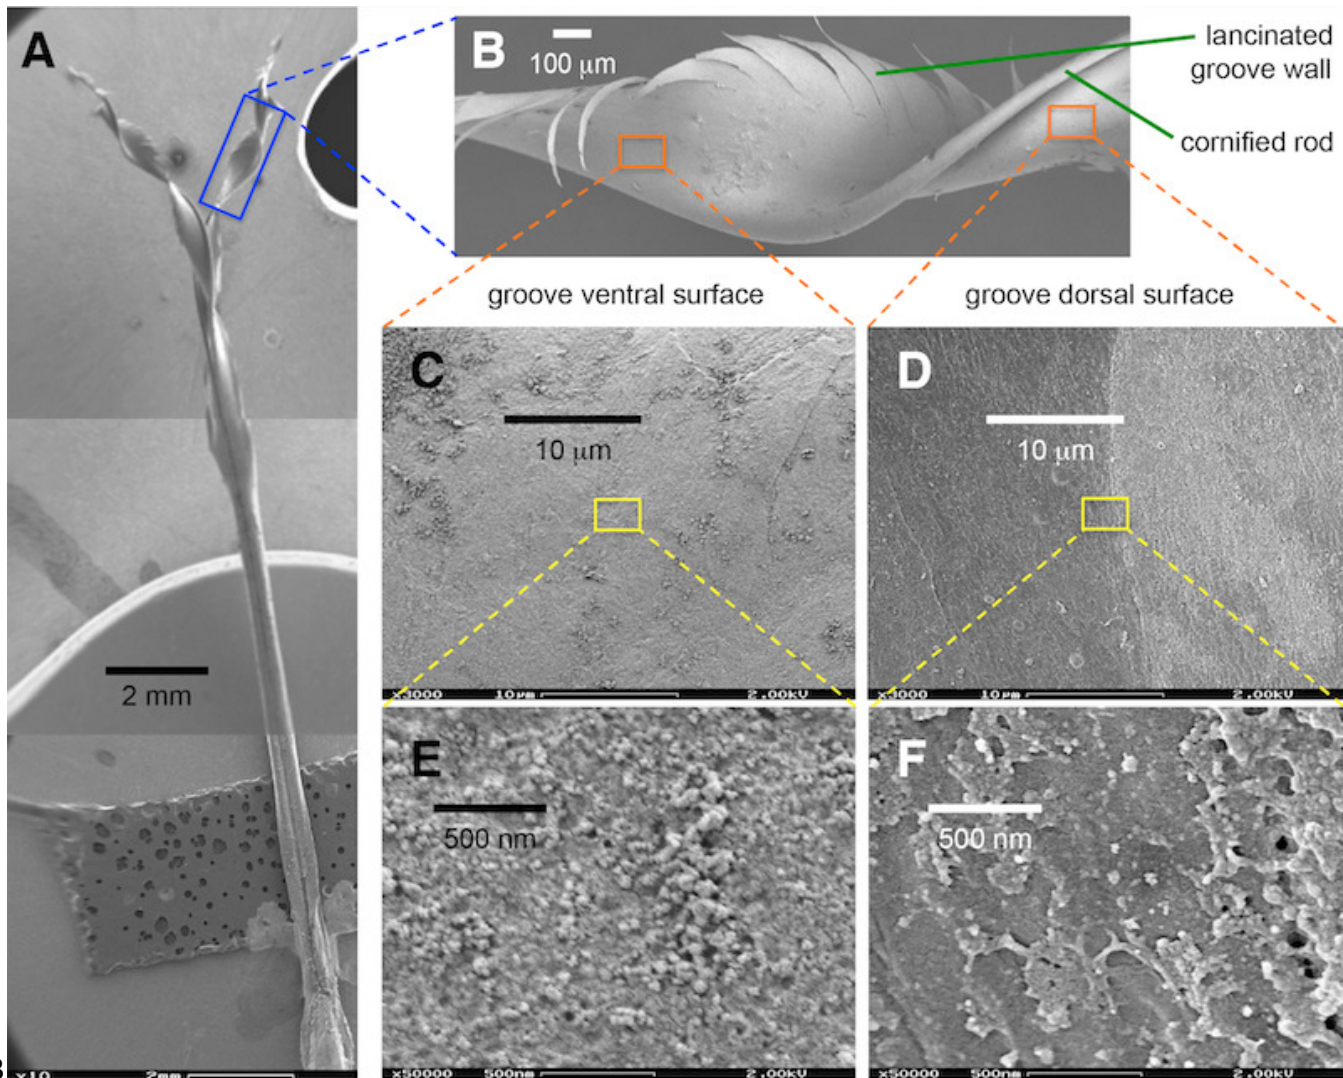 A
2 mm
x10 2mm
B
100 μm
lancinated
groove wall
cornified rod
groove ventral surface
groove dorsal surface
C
10 μm
x3000 10μm 2.00kV
D
10 μm
x3000 10μm 2.00kV
E
500 nm
x50000 500nm 2.00kV
F
500 nm
x50000 500nm 2.00kV